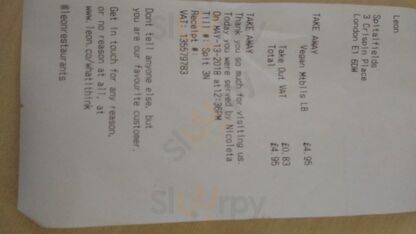 Leon
Spitalfields
3 Crispin Place
London E1 6DW
TAKE AWAY
Vegan Mtblls LB £4.95
Take Out VAT £0.83
Total £4.95
TAKE AWAY
Thank you so much for visiting us
Today you were served by Nicoleta
On MAY-13-2018 at12:36PM
Till #: Spit 3N
Receipt #:
VAT: 135579783
Dont tell anyone else, but
you are our favourite customer.
Get in touch for any reason,
or no reason at all, at
www.leon.co/whatithink
@leonrestaurants
slurrpy